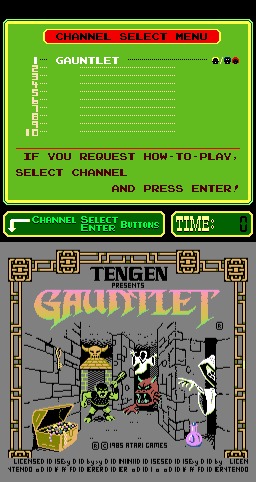 CHANNEL SELECT MENU
1 GAUNTLET
2
3
4
5
6
7
8
9
10
IF YOU REQUEST HOW-TO-PLAY,
SELECT CHANNEL
AND PRESS ENTER!
CHANNEL SELECT
ENTER BUTTONS
TIME: 0
TENGEN
PRESENTS
GAUNTLET
®
© 1985 ATARI GAMES
LICENSED